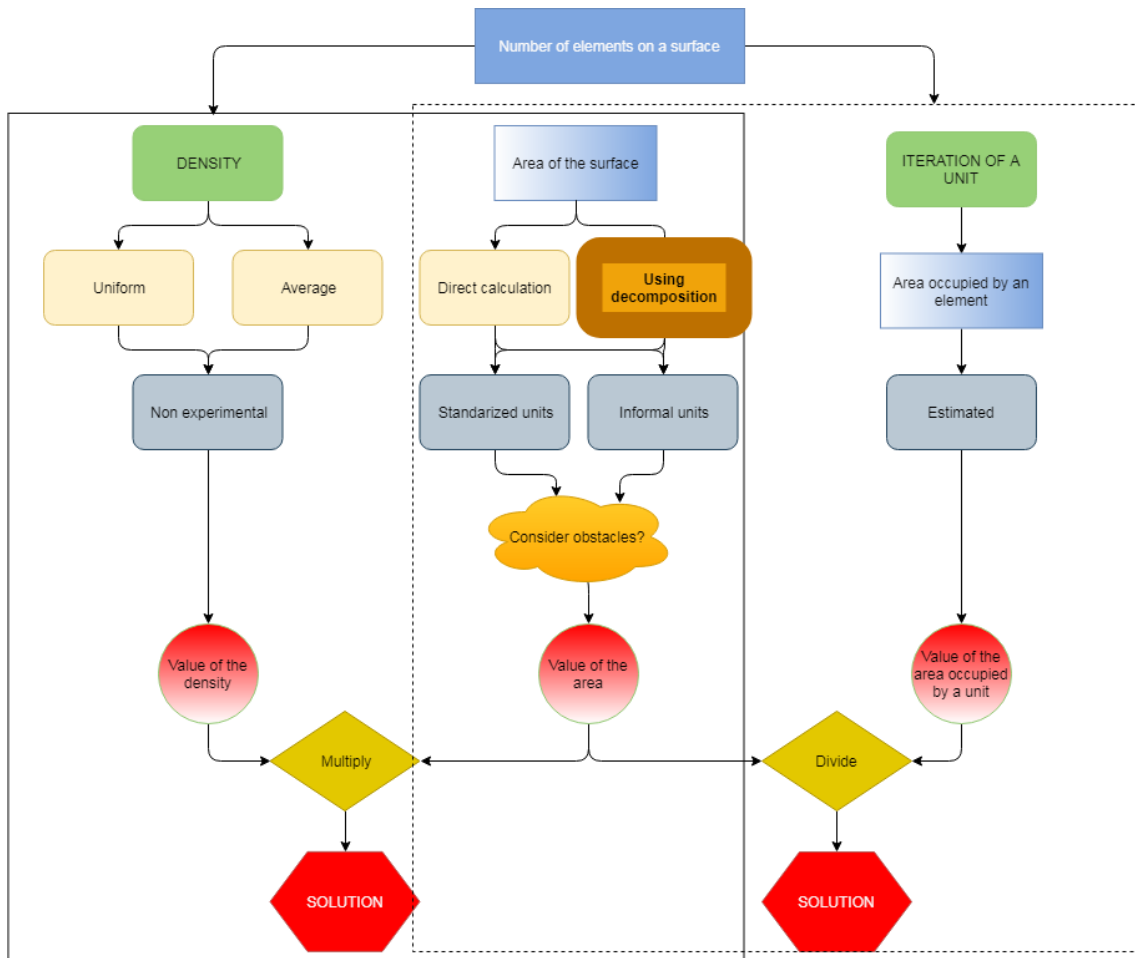 Number of elements on a surface
DENSITY
Area of the surface
ITERATION OF A
UNIT
Uniform
Average
Direct calculation
Using
decomposition
Area occupied by an
element
Non experimental
Standarized units
Informal units
Estimated
Consider obstacles?
Value of the
density
Value of the
area
Value of the
area occupied
by a unit
Multiply
Divide
SOLUTION
SOLUTION